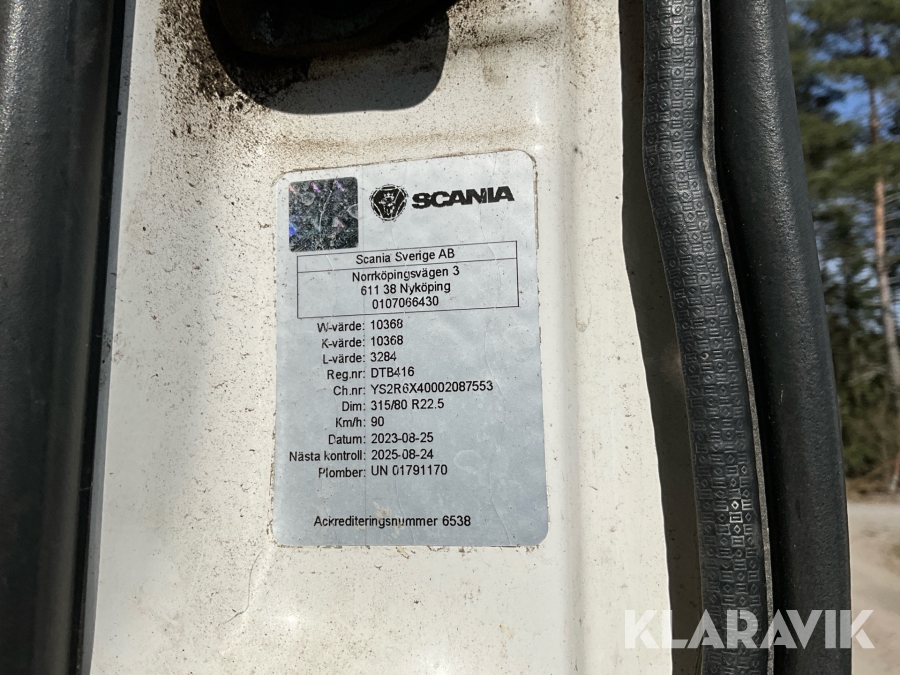 SCANIA
Scania Sverige AB
Norrköpingsvägen 3
611 38 Nyköping
0107066430
W-värde: 10368
K-värde: 10368
L-värde: 3284
Reg.nr: DTB416
Ch.nr: YS2R6X40002087553
Dim: 315/80 R22.5
Km/h: 90
Datum: 2023-08-25
Nästa kontroll: 2025-08-24
Plomber: UN 01791170
Ackrediteringsnummer 6538
KLARAVIK